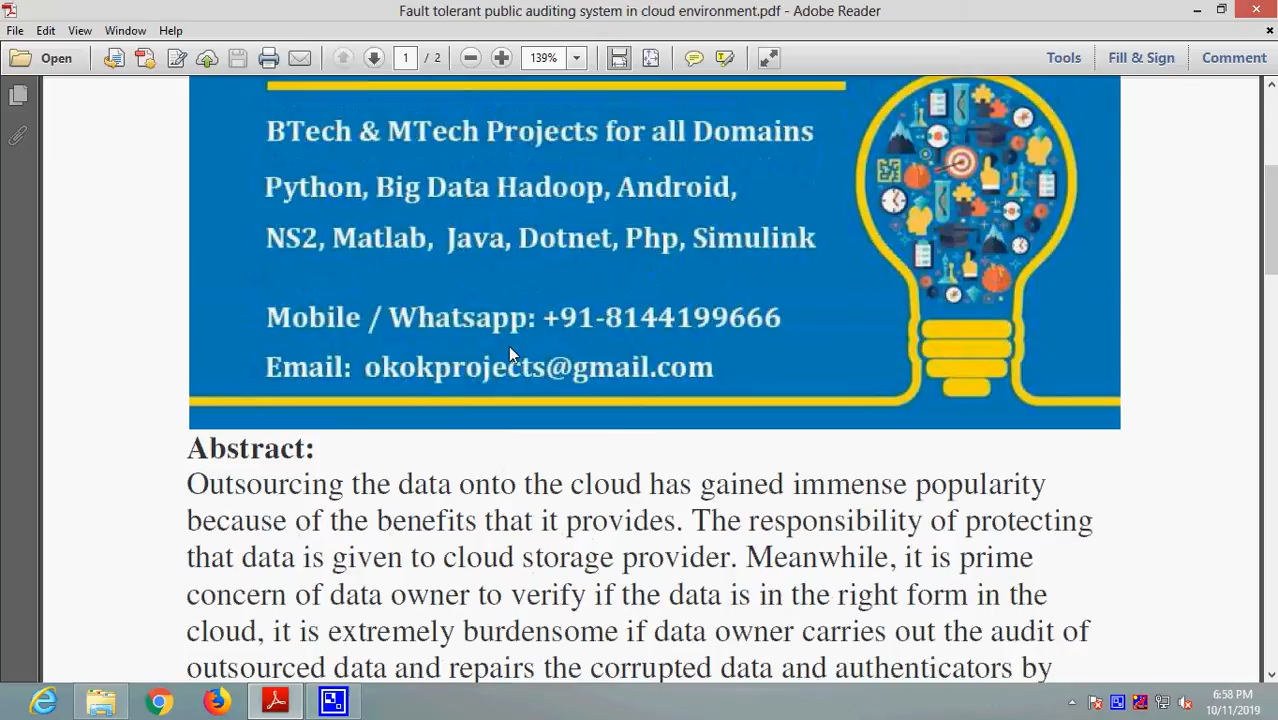 Fault tolerant public auditing system in cloud environment.pdf - Adobe Reader
File Edit View Window Help
Open 1 / 2 139% Tools Fill & Sign Comment
BTech & MTech Projects for all Domains
Python, Big Data Hadoop, Android,
NS2, Matlab, Java, Dotnet, Php, Simulink
Mobile / Whatsapp: +91-8144199666
Email: okokprojects@gmail.com
Abstract:
Outsourcing the data onto the cloud has gained immense popularity
because of the benefits that it provides. The responsibility of protecting
that data is given to cloud storage provider. Meanwhile, it is prime
concern of data owner to verify if the data is in the right form in the
cloud, it is extremely burdensome if data owner carries out the audit of
outsourced data and repairs the corrupted data and authenticators by
6:58 PM
10/11/2019